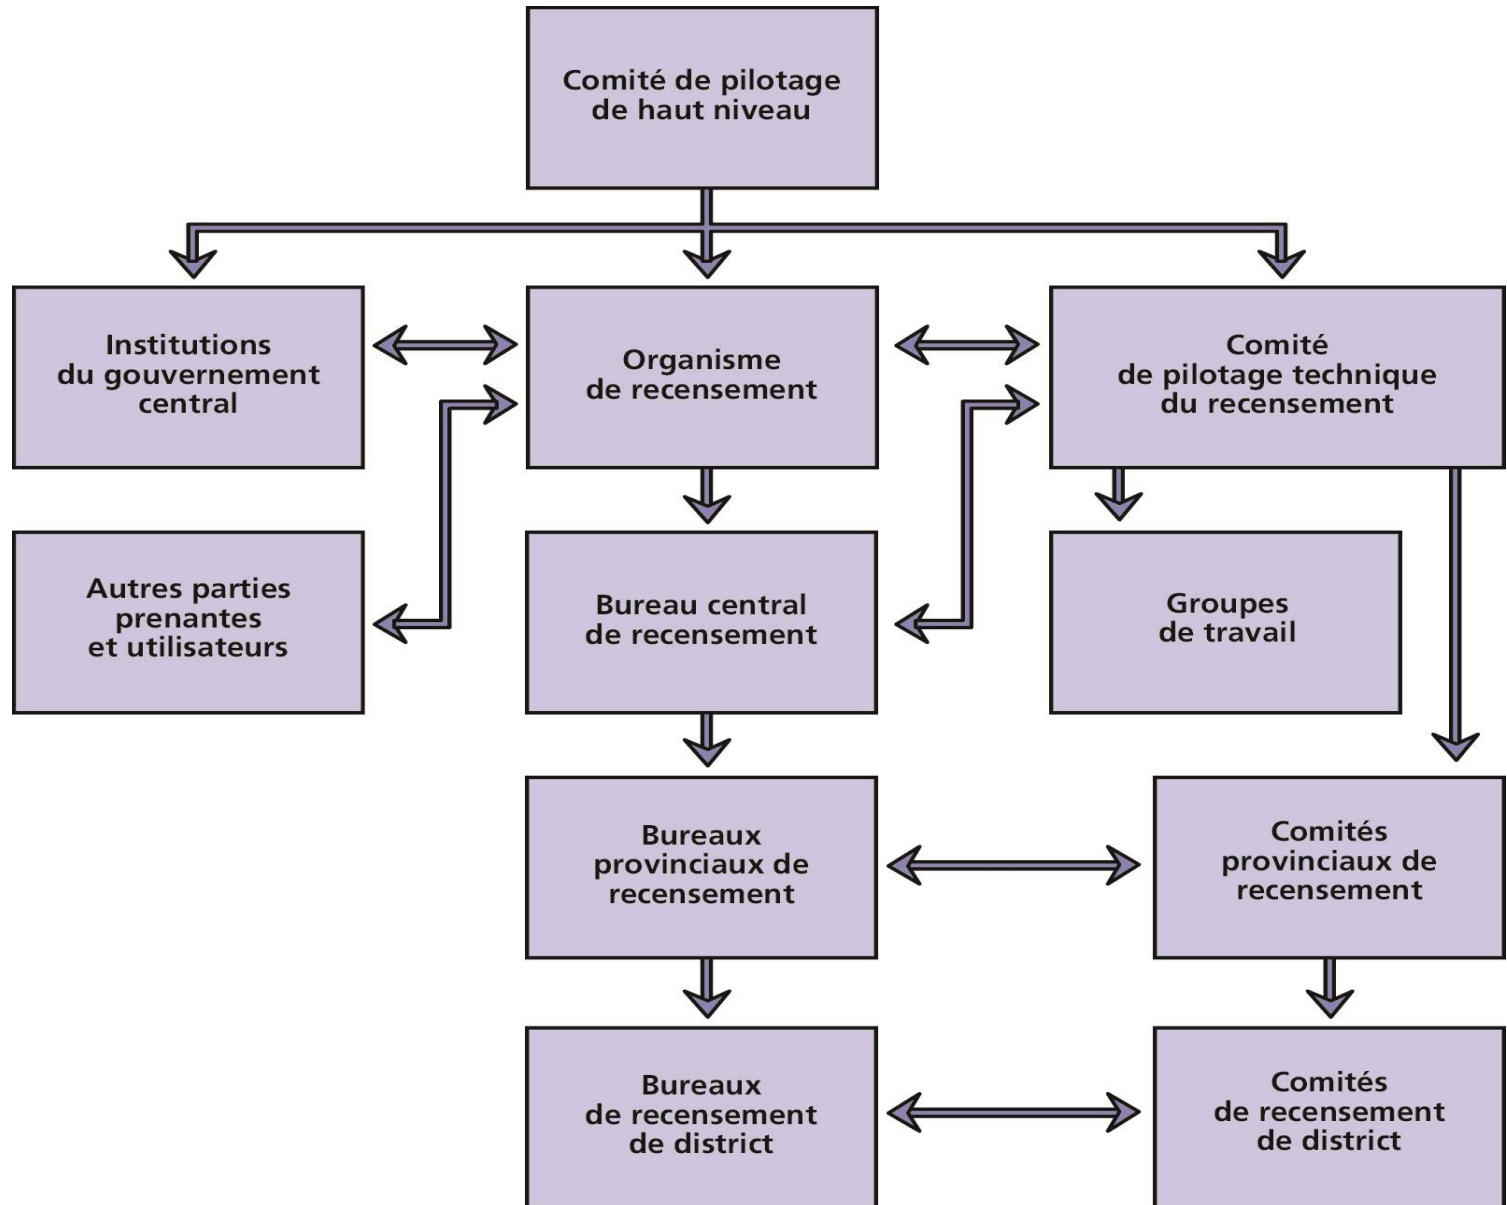 Comité de pilotage
de haut niveau
Institutions
du gouvernement
central
Organisme
de recensement
Comité
de pilotage technique
du recensement
Autres parties
prenantes
et utilisateurs
Bureau central
de recensement
Groupes
de travail
Bureaux
provinciaux de
recensement
Comités
provinciaux de
recensement
Bureaux
de recensement
de district
Comités
de recensement
de district